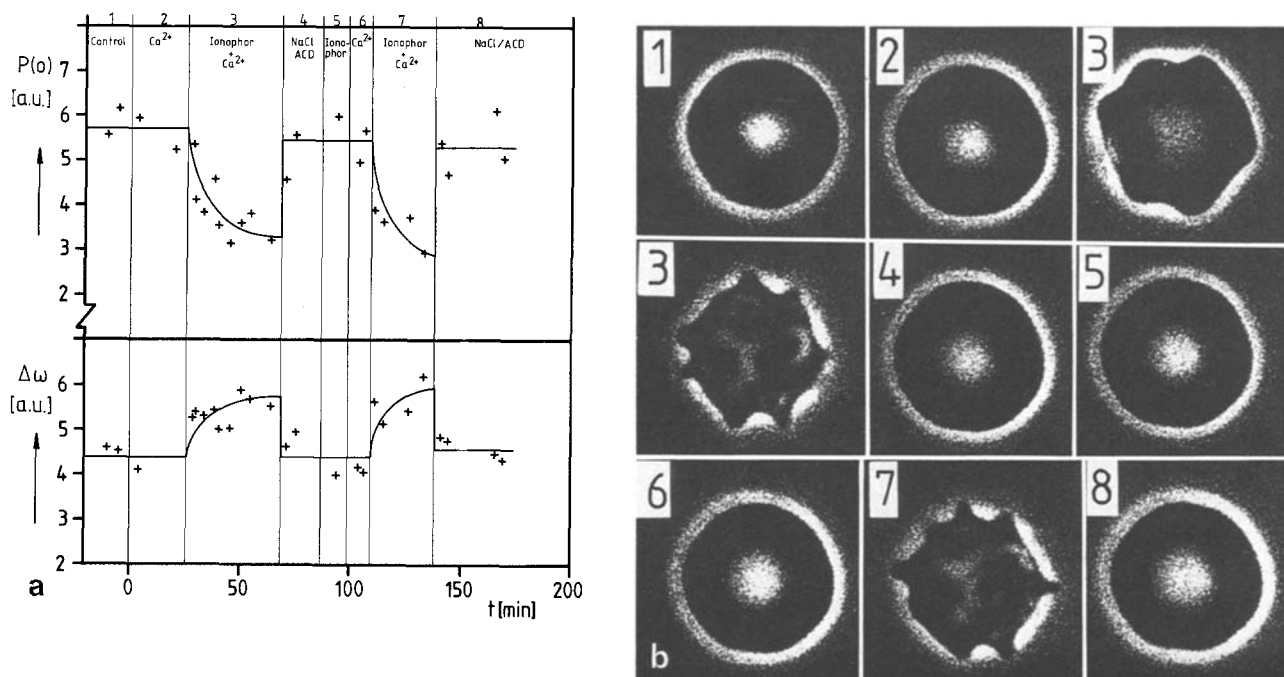 1 2 3 4 5 6 7 8
Control Ca²⁺ Ionophor + Ca²⁺ NaCl ACD Iono- phor Ca²⁺ Ionophor + Ca²⁺ NaCl/ACD
P(o)
[a.u.]
7
6
5
4
3
2
Δω
[a.u.]
6
5
4
3
2
0 50 100 150 200
t[min]
a
1 2 3
3 4 5
6 7 8
b